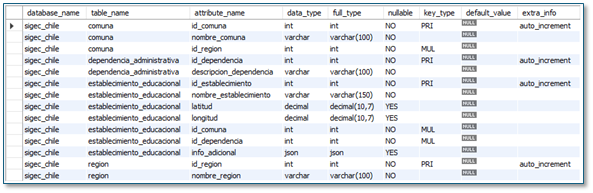 database_name table_name attribute_name data_type full_type nullable key_type default_value extra_info
sigec_chile comuna id_comuna int int NO PRI NULL auto_increment
sigec_chile comuna nombre_comuna varchar varchar(100) NO NULL
sigec_chile comuna id_region int int NO MUL NULL
sigec_chile dependencia_administrativa id_dependencia int int NO PRI NULL auto_increment
sigec_chile dependencia_administrativa descripcion_dependencia varchar varchar(100) NO NULL
sigec_chile establecimiento_educacional id_establecimiento int int NO PRI NULL auto_increment
sigec_chile establecimiento_educacional nombre_establecimiento varchar varchar(150) NO NULL
sigec_chile establecimiento_educacional latitud decimal decimal(10,7) YES NULL
sigec_chile establecimiento_educacional longitud decimal decimal(10,7) YES NULL
sigec_chile establecimiento_educacional id_comuna int int NO MUL NULL
sigec_chile establecimiento_educacional id_dependencia int int NO MUL NULL
sigec_chile establecimiento_educacional info_adicional json json YES NULL
sigec_chile region id_region int int NO PRI NULL auto_increment
sigec_chile region nombre_region varchar varchar(100) NO NULL